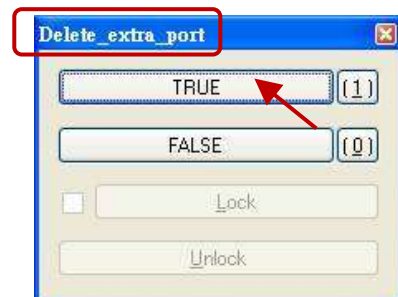 Delete_extra_port
TRUE (1)
FALSE (0)
Lock
Unlock